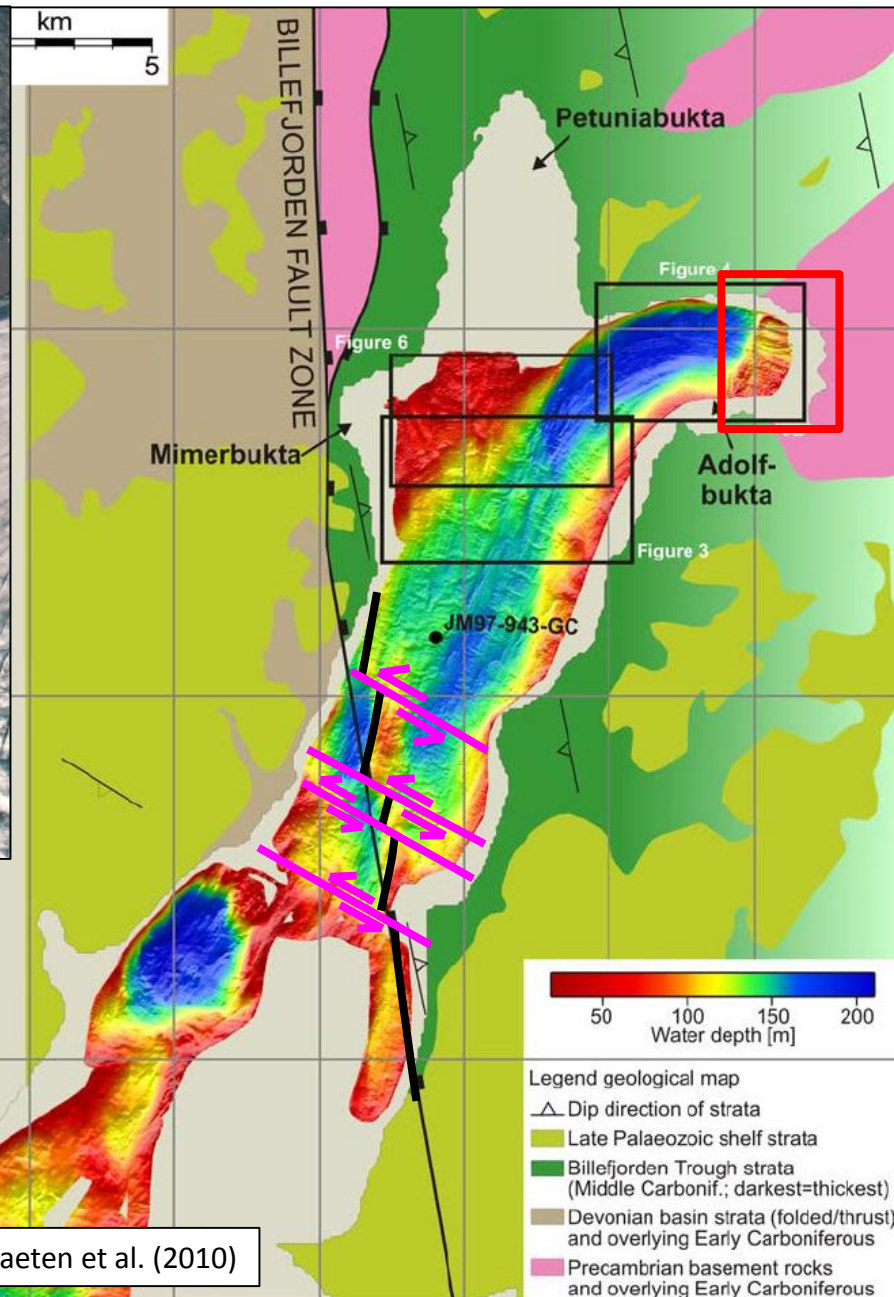 km
5
BILLEFJORDEN FAULT ZONE
Petuniabukta
Figure 4
Figure 6
Mimerbukta
Adolf-
bukta
Figure 3
JM97-943-GC
50 100 150 200
Water depth [m]
Legend geological map
Dip direction of strata
Late Palaeozoic shelf strata
Billefjorden Trough strata
(Middle Carbonif.; darkest=thickest)
Devonian basin strata (folded/thrust)
and overlying Early Carboniferous
Precambrian basement rocks
and overlying Early Carboniferous
aeten et al. (2010)